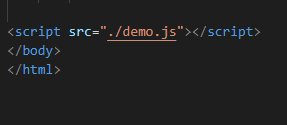 <script src="./demo.js"></script>
</body>
</html>